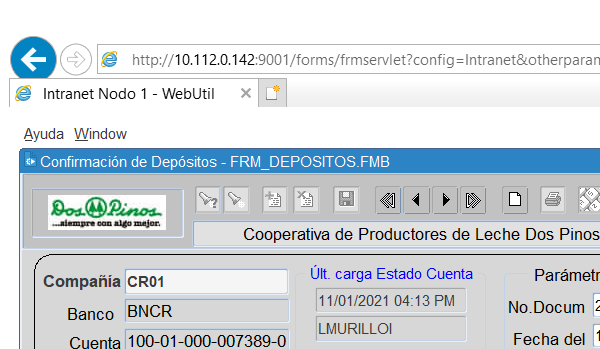 http://10.112.0.142:9001/forms/frmservlet?config=Intranet&otherparan
Intranet Nodo 1 - WebUtil
Ayuda Window
Confirmación de Depósitos - FRM_DEPOSITOS.FMB
Dos Pinos
...siempre con algo mejor.
Cooperativa de Productores de Leche Dos Pinos
Compañía CR01
Banco BNCR
Cuenta 100-01-000-007389-0
Últ. carga Estado Cuenta
11/01/2021 04:13 PM
LMURILLOI
Parámetr
No.Docum 2
Fecha del 1